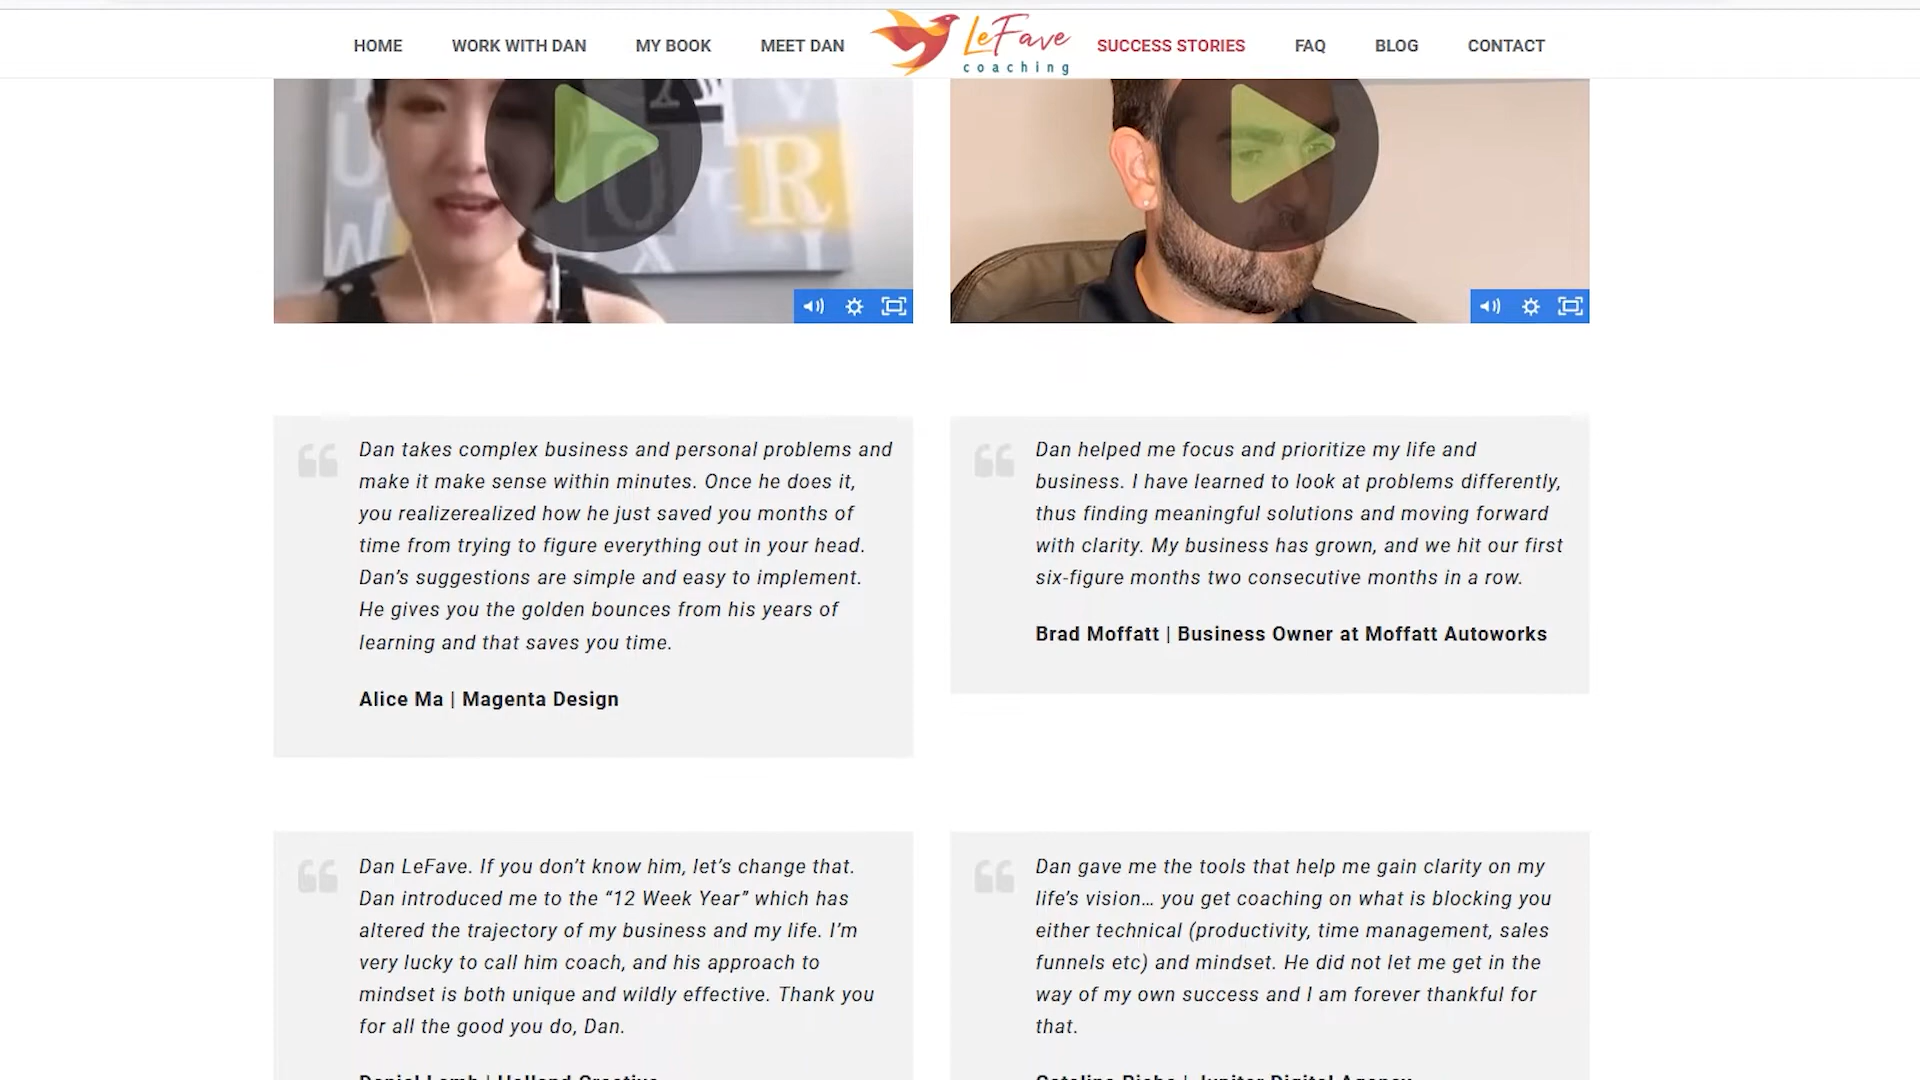 HOME WORK WITH DAN MY BOOK MEET DAN LeFave coaching SUCCESS STORIES FAQ BLOG CONTACT
U O R
W
Dan takes complex business and personal problems and
make it make sense within minutes. Once he does it,
you realizerealized how he just saved you months of
time from trying to figure everything out in your head.
Dan’s suggestions are simple and easy to implement.
He gives you the golden bounces from his years of
learning and that saves you time.
Alice Ma | Magenta Design
Dan helped me focus and prioritize my life and
business. I have learned to look at problems differently,
thus finding meaningful solutions and moving forward
with clarity. My business has grown, and we hit our first
six-figure months two consecutive months in a row.
Brad Moffatt | Business Owner at Moffatt Autoworks
Dan LeFave. If you don’t know him, let’s change that.
Dan introduced me to the “12 Week Year” which has
altered the trajectory of my business and my life. I’m
very lucky to call him coach, and his approach to
mindset is both unique and wildly effective. Thank you
for all the good you do, Dan.
Dan gave me the tools that help me gain clarity on my
life’s vision… you get coaching on what is blocking you
either technical (productivity, time management, sales
funnels etc) and mindset. He did not let me get in the
way of my own success and I am forever thankful for
that.